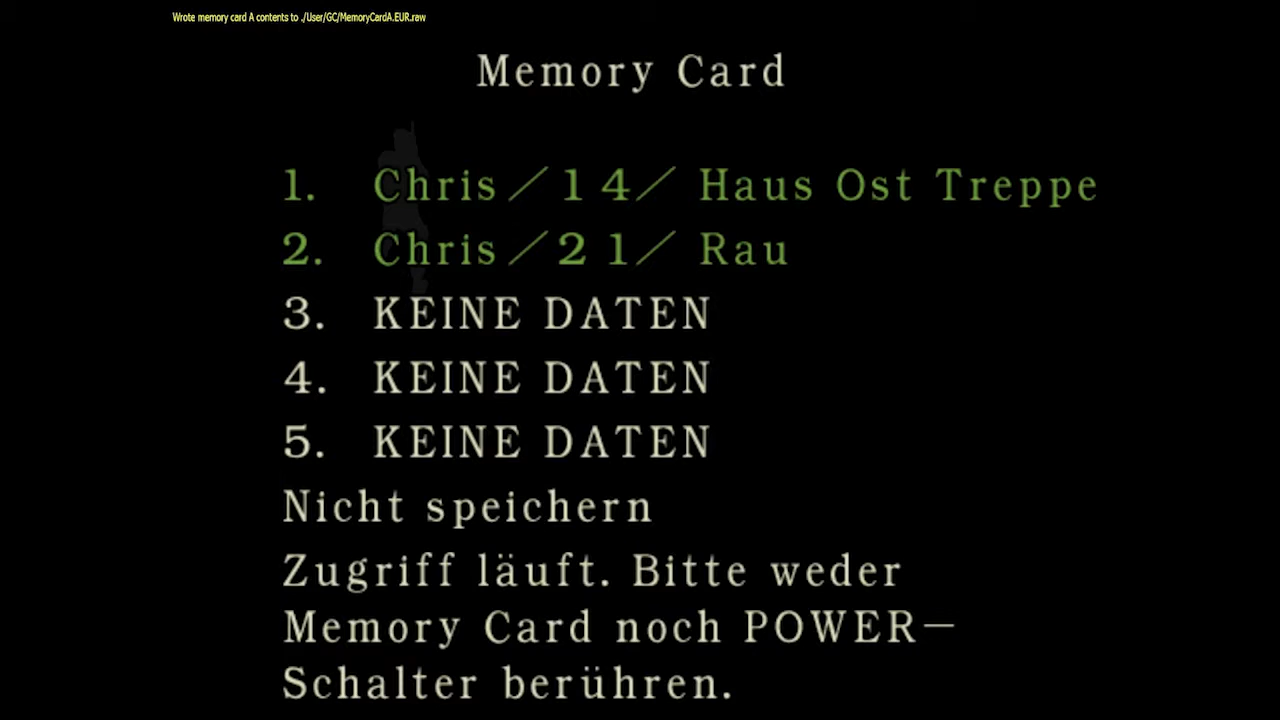 Wrote memory card A contents to ./User/GC/MemoryCardA.EUR.raw
Memory Card
1. Chris／14／ Haus Ost Treppe
2. Chris／21／ Rau
3. KEINE DATEN
4. KEINE DATEN
5. KEINE DATEN
Nicht speichern
Zugriff läuft. Bitte weder
Memory Card noch POWER－
Schalter berühren.